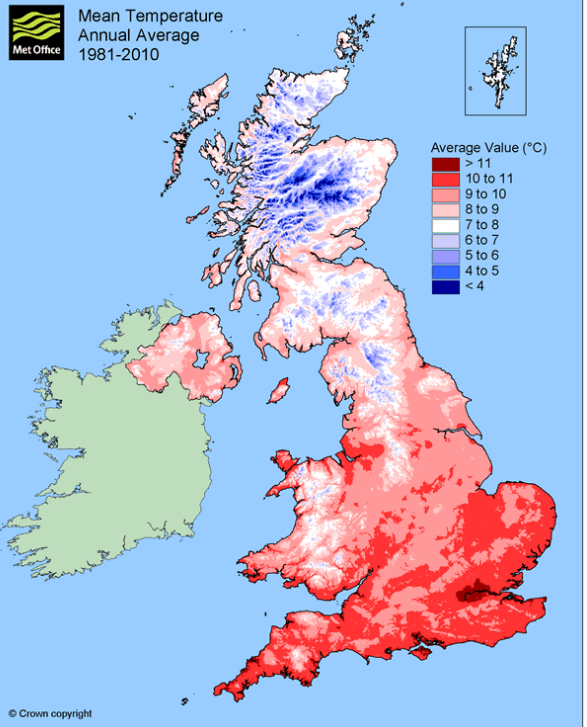 Met Office
Mean Temperature
Annual Average
1981-2010
Average Value (°C)
> 11
10 to 11
9 to 10
8 to 9
7 to 8
6 to 7
5 to 6
4 to 5
< 4
© Crown copyright